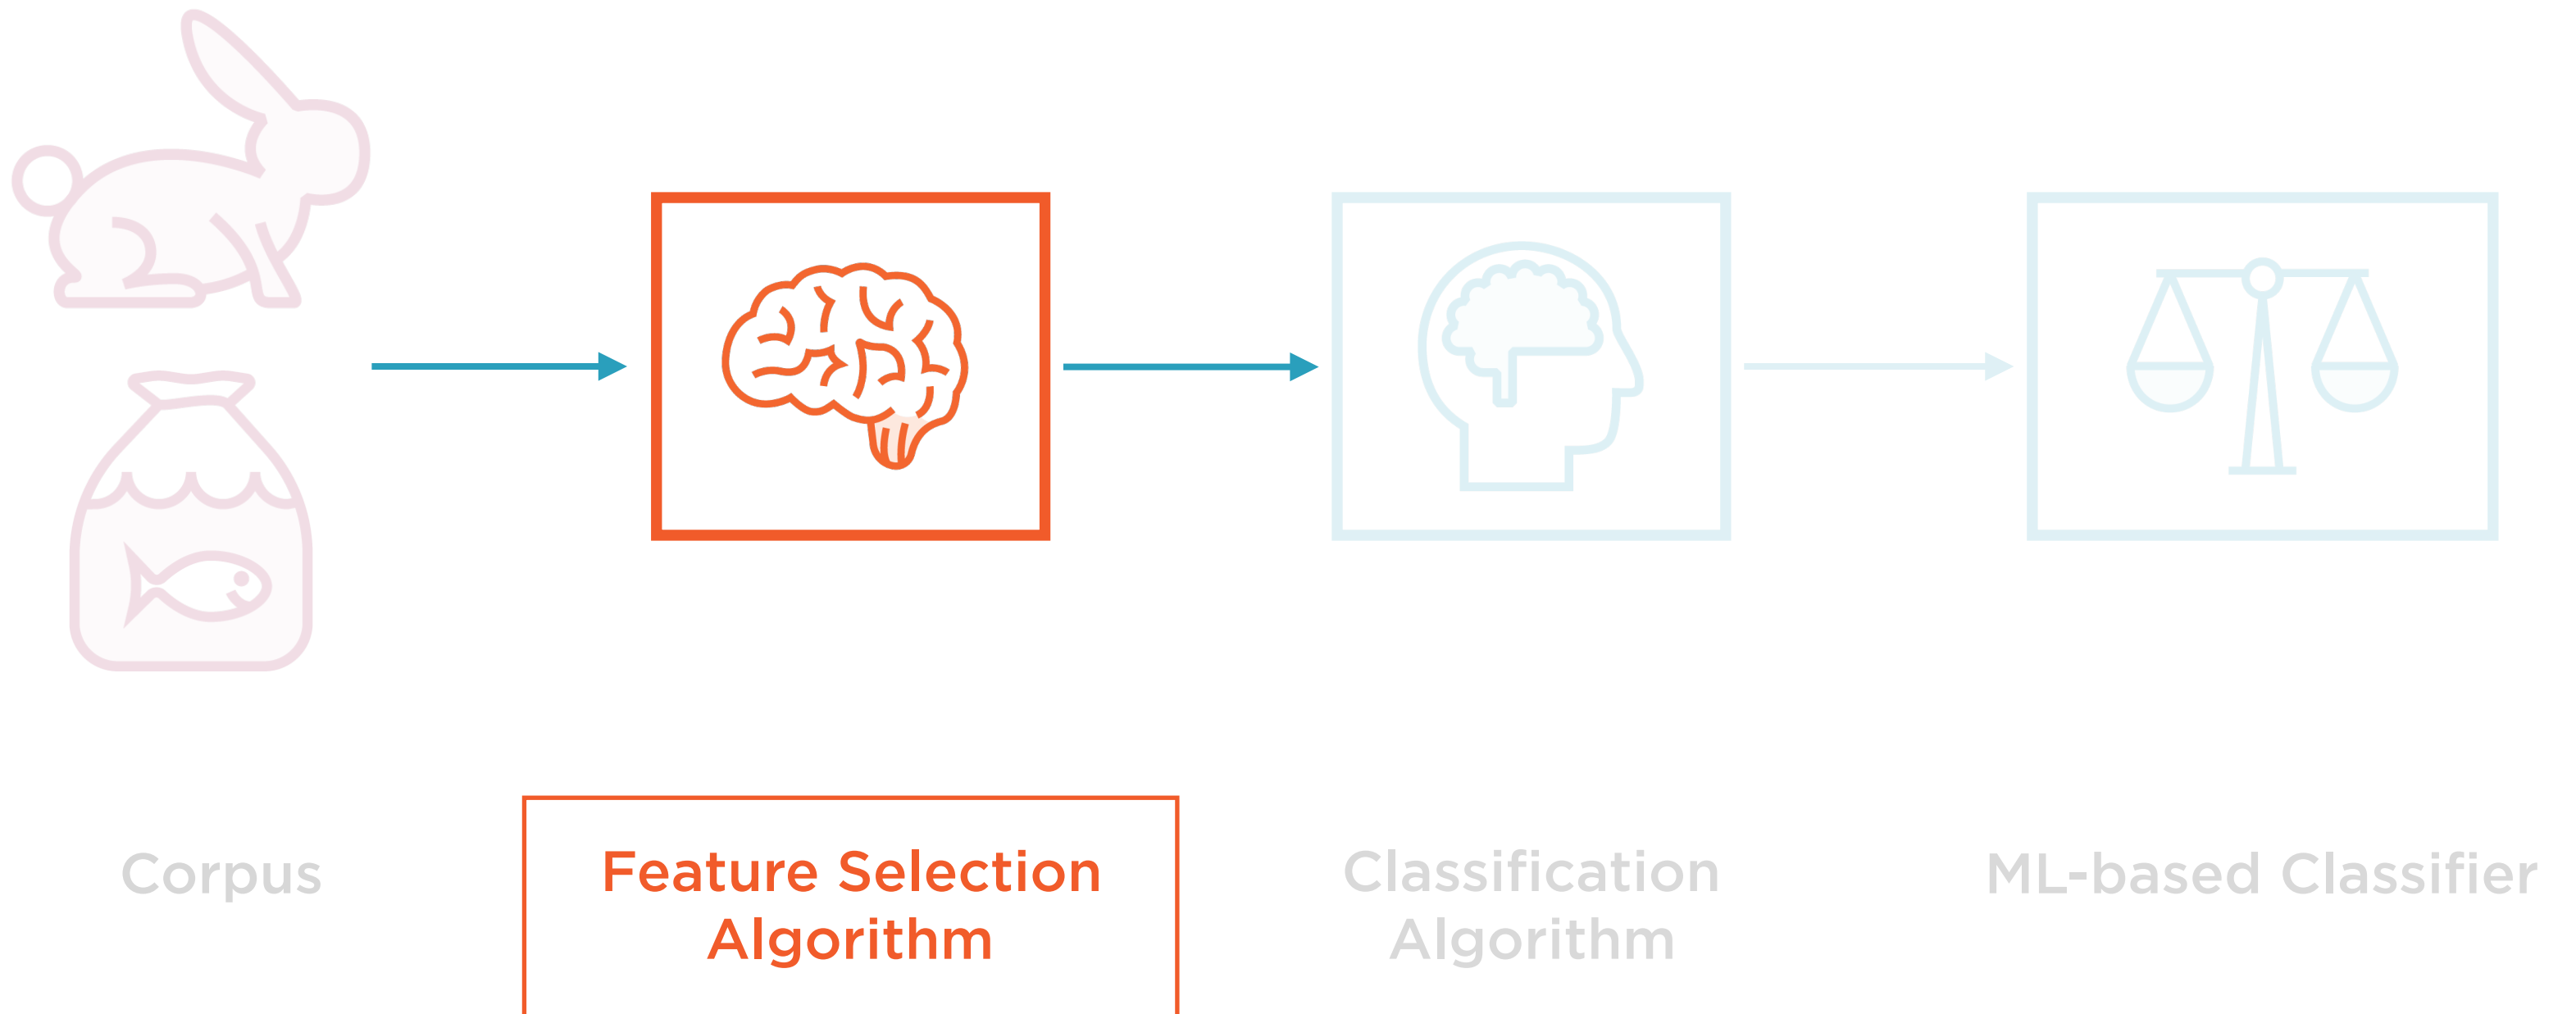 Corpus
Feature Selection
Algorithm
Classification
Algorithm
ML-based Classifier